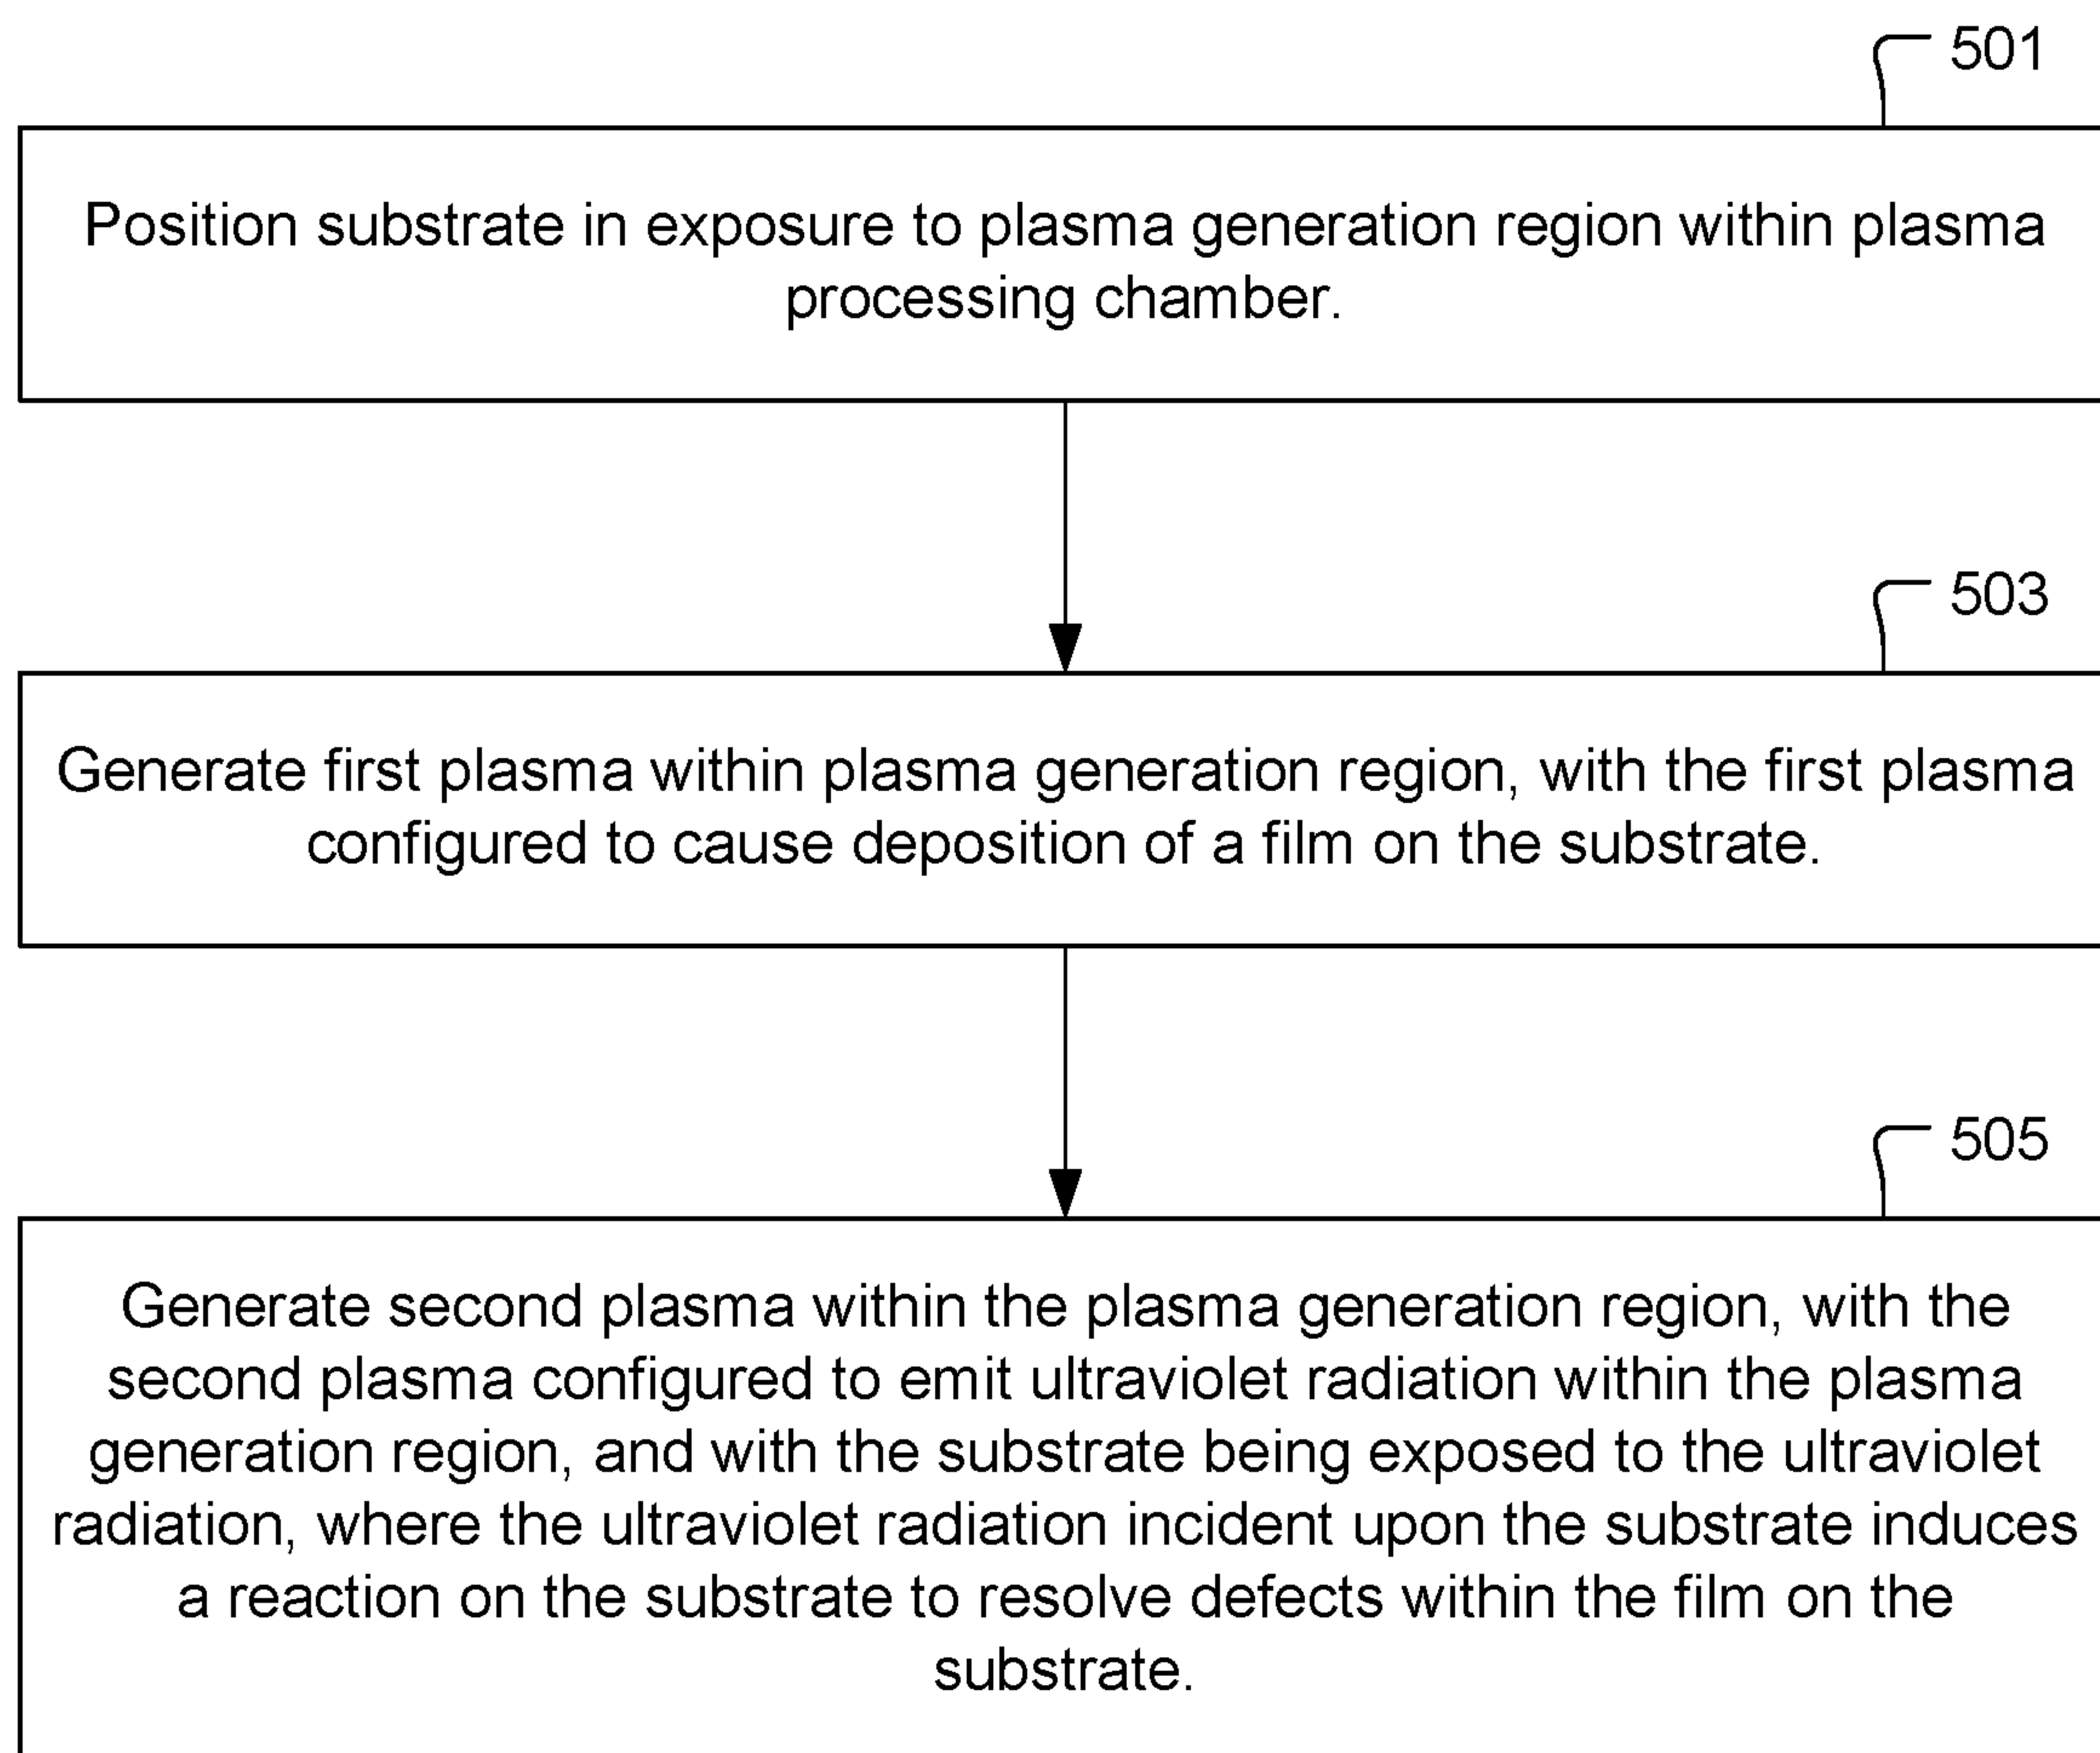 501
Position substrate in exposure to plasma generation region within plasma
processing chamber.
503
Generate first plasma within plasma generation region, with the first plasma
configured to cause deposition of a film on the substrate.
505
Generate second plasma within the plasma generation region, with the
second plasma configured to emit ultraviolet radiation within the plasma
generation region, and with the substrate being exposed to the ultraviolet
radiation, where the ultraviolet radiation incident upon the substrate induces
a reaction on the substrate to resolve defects within the film on the
substrate.